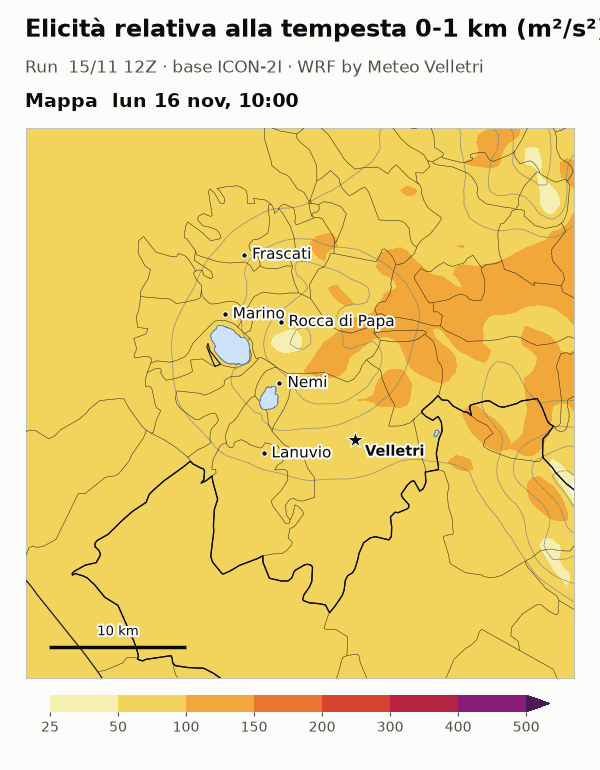 Elicità relativa alla tempesta 0-1 km (m²/s²)
Run 15/11 12Z · base ICON-2I · WRF by Meteo Velletri
Mappa lun 16 nov, 10:00
Frascati
Marino
Rocca di Papa
Nemi
Velletri
Lanuvio
10 km
25 50 100 150 200 300 400 500